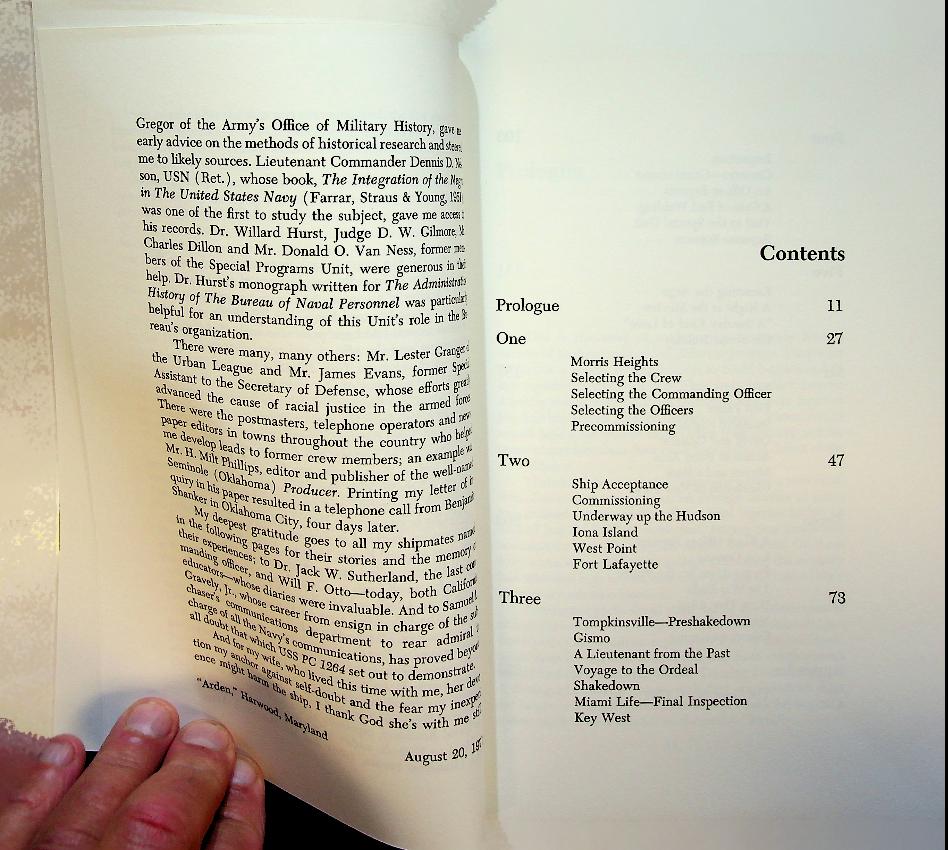 Gregor of the Army's Office of Military History, gave
early advice on the methods of historical research and
me to likely sources. Lieutenant Commander Dennis D.
son, USN (Ret.), whose book, The Integration of the
in The United States Navy (Farrar, Straus & Young,
was one of the first to study the subject, gave me
his records. Dr. Willard Hurst, Judge D. W. Gilmore,
Charles Dillon and Mr. Donald O. Van Ness, former
bers of the Special Programs Unit, were generous in
help. Dr. Hurst's monograph written for The
History of The Bureau of Naval Personnel was
helpful for an understanding of this Unit's role in the
reau's organization.
There were many, many others: Mr. Lester
the Urban League and Mr. James Evans, former
Assistant to the Secretary of Defense, whose efforts
advanced the cause of racial justice in the armed
There were the postmasters, telephone operators and
paper editors in towns throughout the country who
me develop leads to former crew members; an example
Mr. H. Milt Phillips, editor and publisher of the
Seminole (Oklahoma) Producer. Printing my letter of
quiry in his paper resulted in a telephone call from
Shanker in Oklahoma City, four days later.
My deepest gratitude goes to all my shipmates
in the following pages for their stories and the memory
their experiences; to Dr. Jack W. Sutherland, the last
manding officer, and Will F. Otto—today, both
educators—whose diaries were invaluable. And to Samuel
Gravely, Jr., whose career from ensign in charge of the
chaser's communications department to rear admiral
charge of all the Navy's communications, has proved
all doubt that which USS PC 1264 set out to demonstrate.
And for my wife, who lived this time with me, her
tion my anchor against self-doubt and the fear my
ence might harm the ship, I thank God she's with me
"Arden," Harwood, Maryland
August 20,
Contents
Prologue 11
One 27
Morris Heights
Selecting the Crew
Selecting the Commanding Officer
Selecting the Officers
Precommissioning
Two 47
Ship Acceptance
Commissioning
Underway up the Hudson
Iona Island
West Point
Fort Lafayette
Three 73
Tompkinsville—Preshakedown
Gismo
A Lieutenant from the Past
Voyage to the Ordeal
Shakedown
Miami Life—Final Inspection
Key West